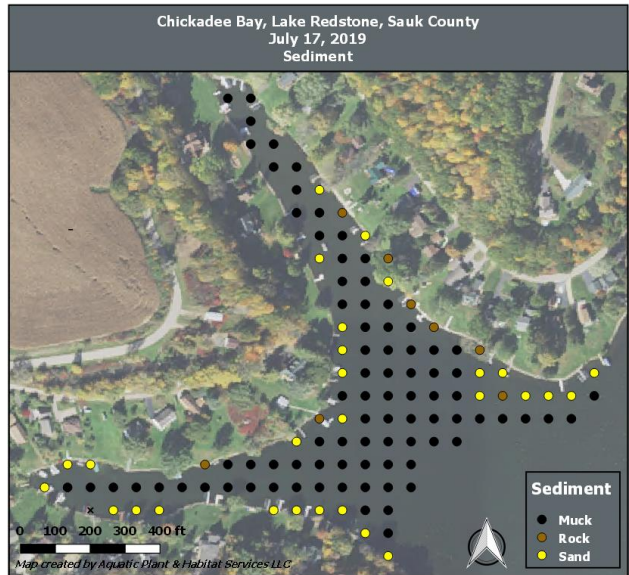 Chickadee Bay, Lake Redstone, Sauk County
July 17, 2019
Sediment
Sediment
Muck
Rock
Sand
0 100 200 300 400 ft
Map created by Aquatic Plant & Habitat Services LLC